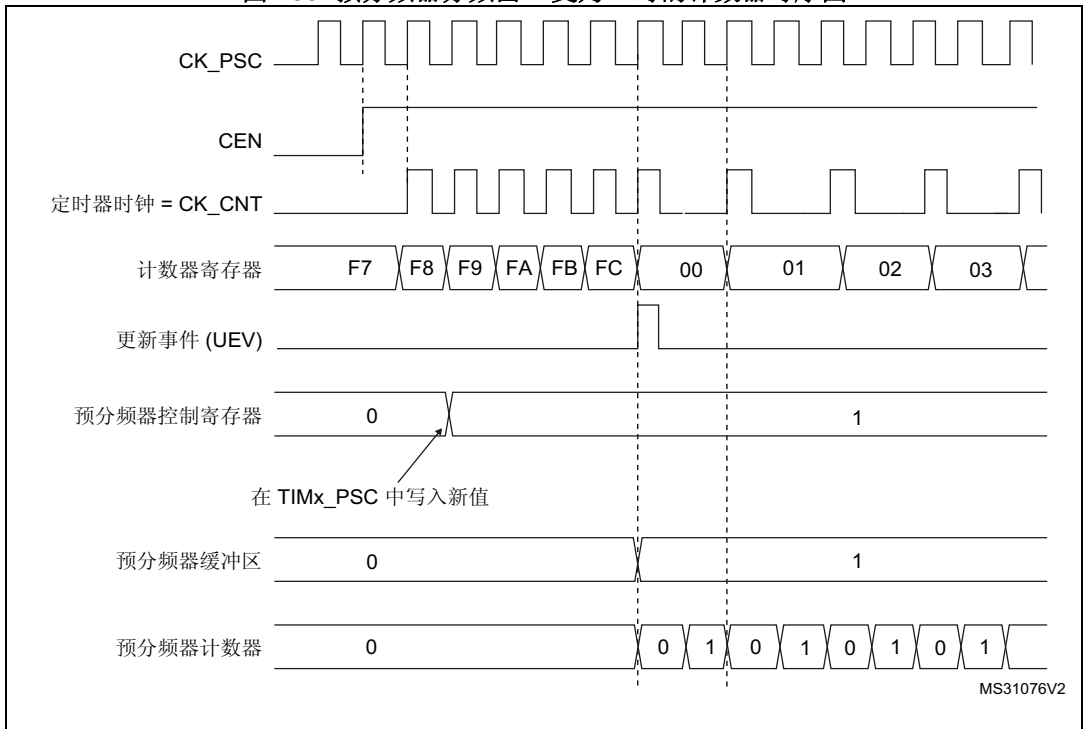 CK_PSC
CEN
定时器时钟 = CK_CNT
计数器寄存器 F7 F8 F9 FA FB FC 00 01 02 03
更新事件 (UEV)
预分频器控制寄存器 0 1
在 TIMx_PSC 中写入新值
预分频器缓冲区 0 1
预分频器计数器 0 0 1 0 1 0 1 0 1
MS31076V2